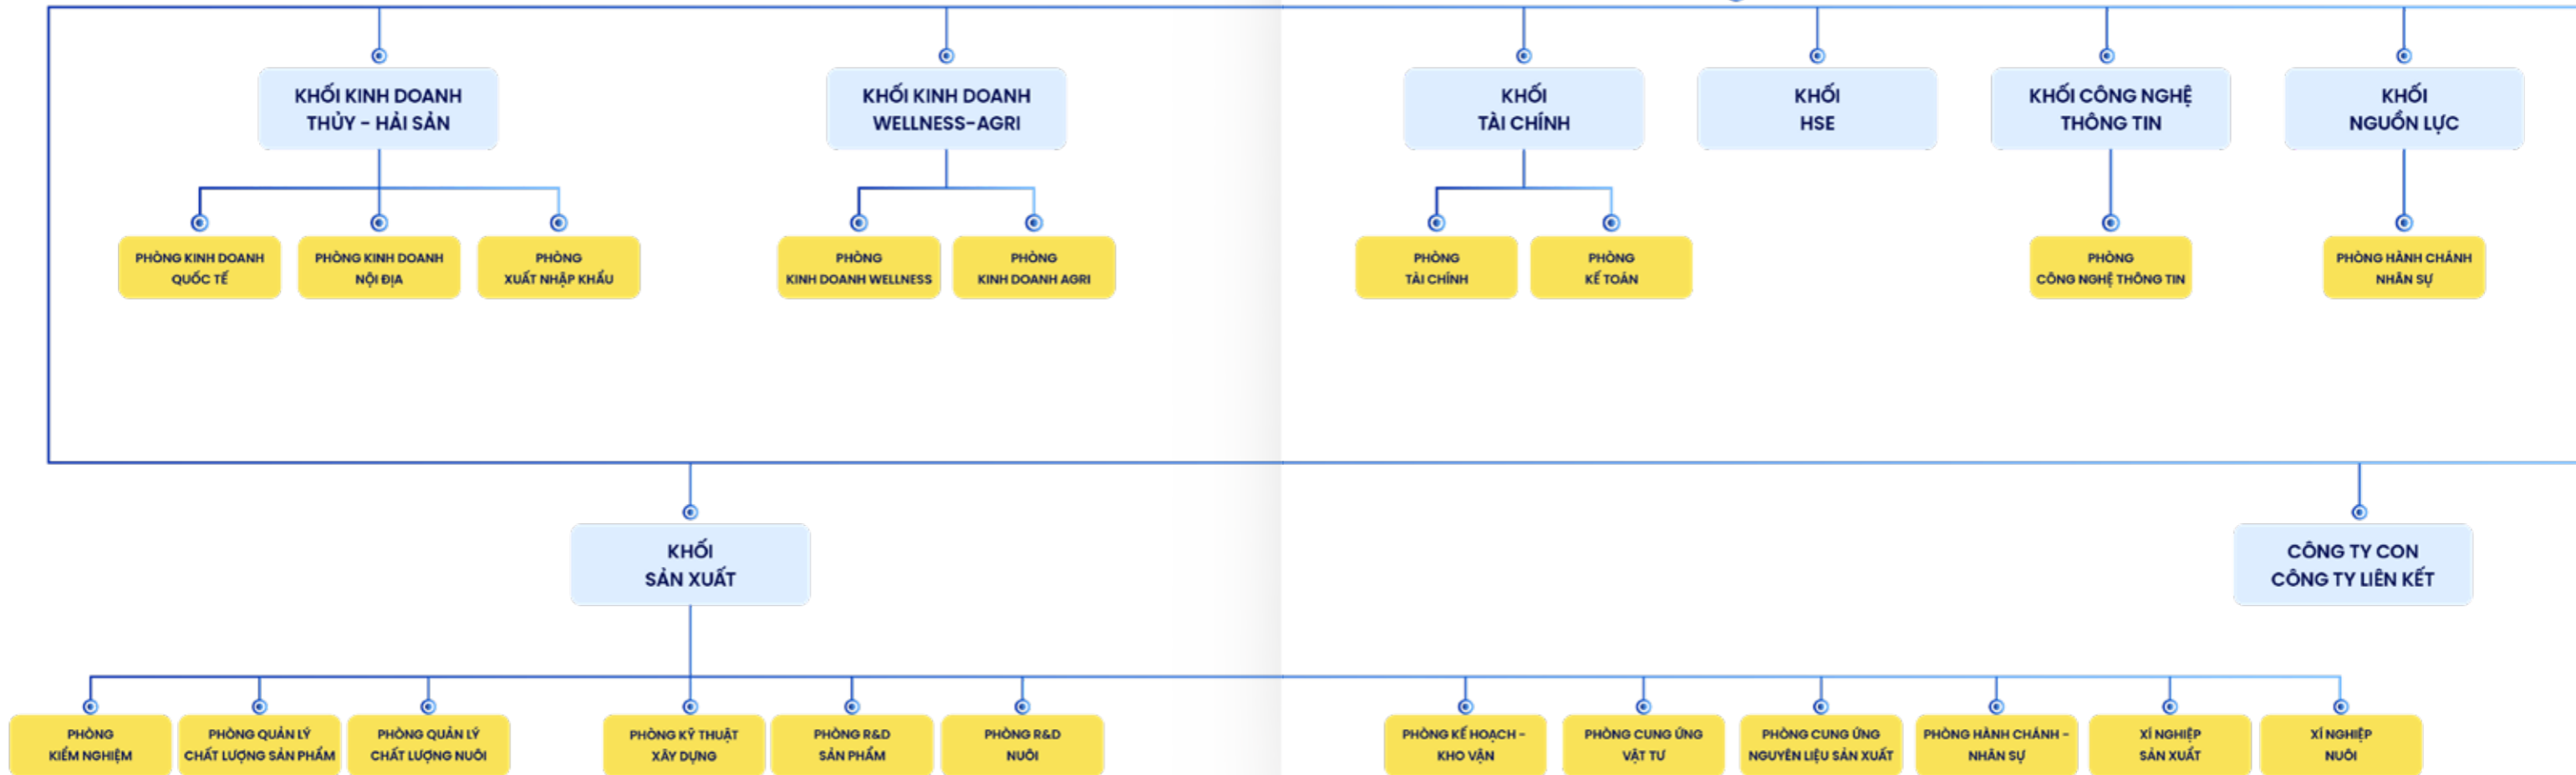 KHỐI KINH DOANH
THỦY - HẢI SẢN
KHỐI KINH DOANH
WELLNESS-AGRI
KHỐI
TÀI CHÍNH
KHỐI
HSE
KHỐI CÔNG NGHỆ
THÔNG TIN
KHỐI
NGUỒN LỰC
PHÒNG KINH DOANH
QUỐC TẾ
PHÒNG KINH DOANH
NỘI ĐỊA
PHÒNG
XUẤT NHẬP KHẨU
PHÒNG
KINH DOANH WELLNESS
PHÒNG
KINH DOANH AGRI
PHÒNG
TÀI CHÍNH
PHÒNG
KẾ TOÁN
PHÒNG
CÔNG NGHỆ THÔNG TIN
PHÒNG HÀNH CHÁNH
NHÂN SỰ
KHỐI
SẢN XUẤT
CÔNG TY CON
CÔNG TY LIÊN KẾT
PHÒNG
KIỂM NGHIỆM
PHÒNG QUẢN LÝ
CHẤT LƯỢNG SẢN PHẨM
PHÒNG QUẢN LÝ
CHẤT LƯỢNG NUÔI
PHÒNG KỸ THUẬT
XÂY DỰNG
PHÒNG R&D
SẢN PHẨM
PHÒNG R&D
NUÔI
PHÒNG KẾ HOẠCH -
KHO VẬN
PHÒNG CUNG ỨNG
VẬT TƯ
PHÒNG CUNG ỨNG
NGUYÊN LIỆU SẢN XUẤT
PHÒNG HÀNH CHÁNH -
NHÂN SỰ
XÍ NGHIỆP
SẢN XUẤT
XÍ NGHIỆP
NUÔI